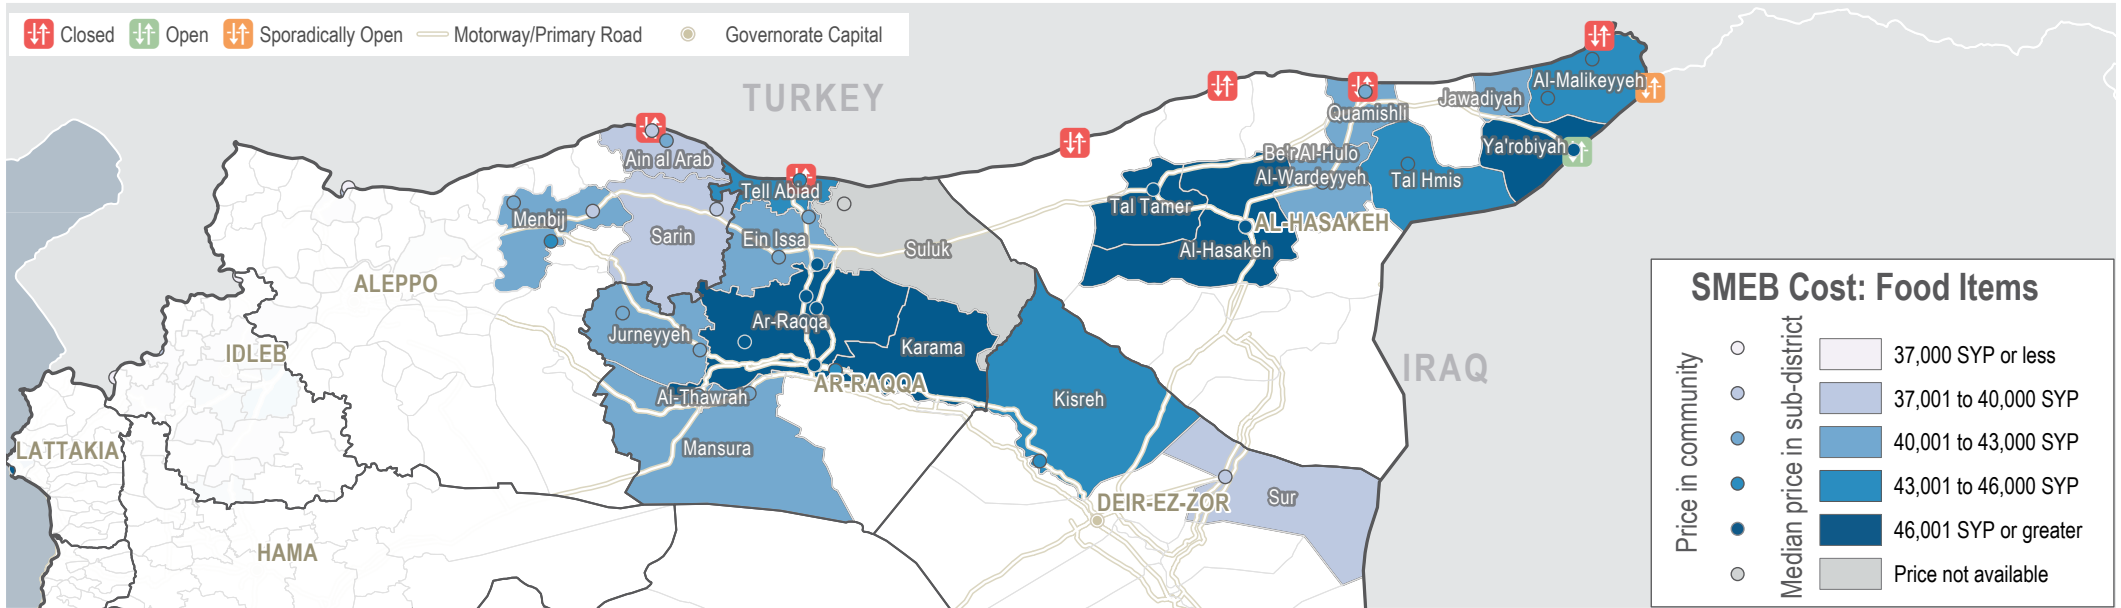 Closed
Open
Sporadically Open
Motorway/Primary Road
Governorate Capital
TURKEY
Al-Malikeyyeh
Jawadiyah
Quamishli
Ya'robiyah
Ain al Arab
Be'r Al-Hulo
Al-Wardeyyeh
Tal Hmis
Tell Abiad
Tal Tamer
Menbij
AL-HASAKEH
Sarin
Ein Issa
Suluk
Al-Hasakeh
ALEPPO
Ar-Raqqa
Jurneyyeh
Karama
IDLEB
IRAQ
AR-RAQQA
Al-Thawrah
Kisreh
LATTAKIA
Mansura
Sur
DEIR-EZ-ZOR
HAMA
SMEB Cost: Food Items
Price in community
Median price in sub-district
37,000 SYP or less
37,001 to 40,000 SYP
40,001 to 43,000 SYP
43,001 to 46,000 SYP
46,001 SYP or greater
Price not available